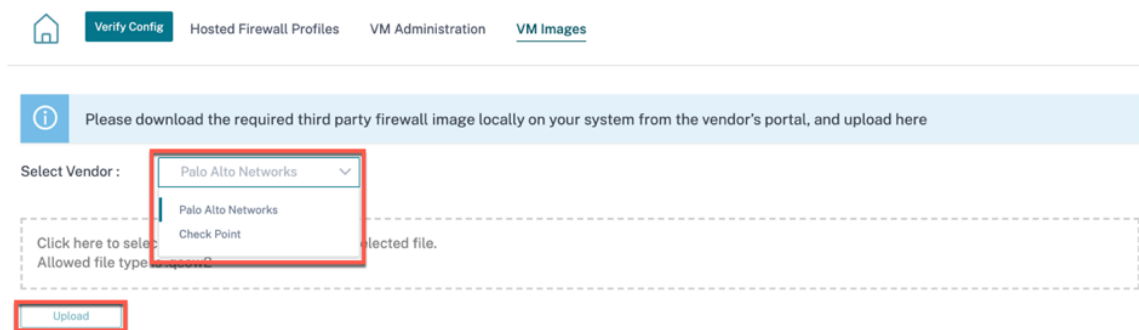 Verify Config Hosted Firewall Profiles VM Administration VM Images
Please download the required third party firewall image locally on your system from the vendor's portal, and upload here
Select Vendor : Palo Alto Networks
Palo Alto Networks
Check Point
Click here to selec elected file.
Allowed file type
Upload